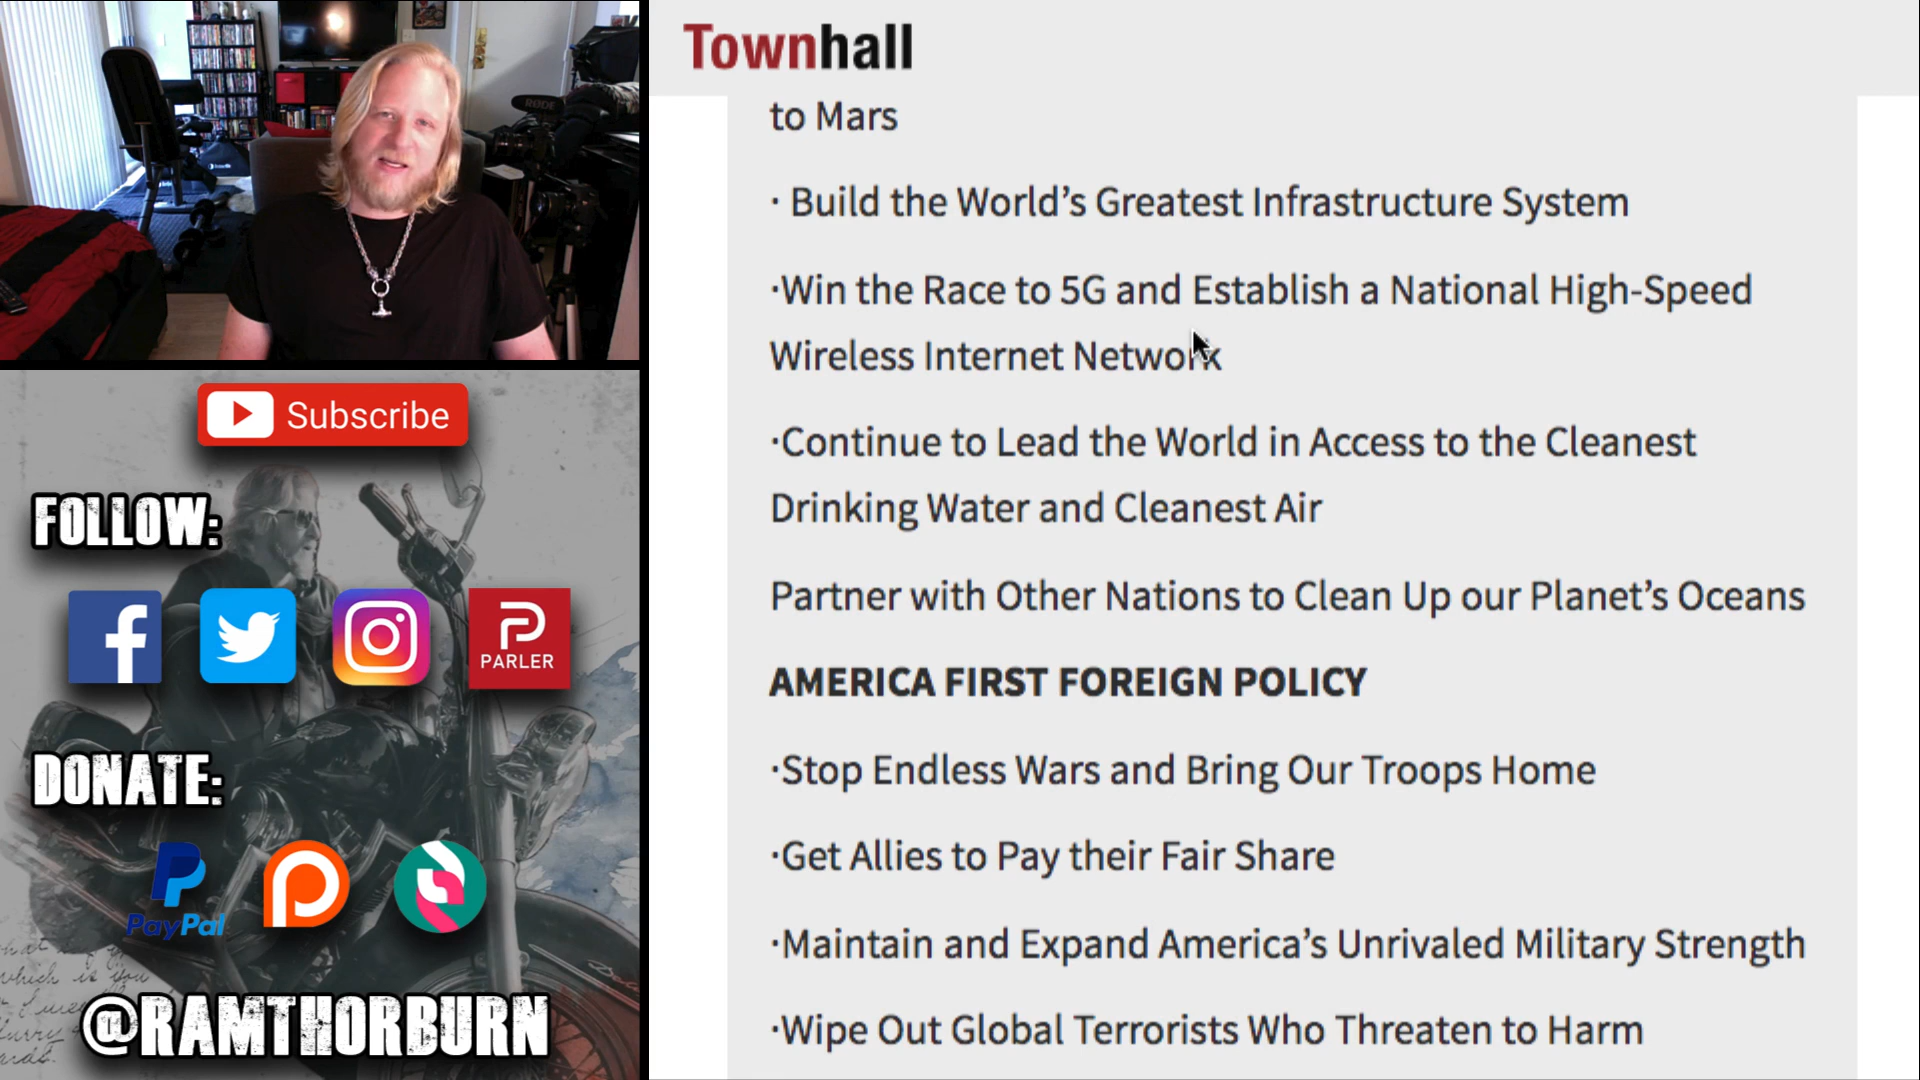 RØDE
Subscribe
FOLLOW:
PARLER
DONATE:
PayPal
@RAMTHORBURN
Townhall
to Mars
· Build the World’s Greatest Infrastructure System
·Win the Race to 5G and Establish a National High-Speed
Wireless Internet Network
·Continue to Lead the World in Access to the Cleanest
Drinking Water and Cleanest Air
Partner with Other Nations to Clean Up our Planet’s Oceans
AMERICA FIRST FOREIGN POLICY
·Stop Endless Wars and Bring Our Troops Home
·Get Allies to Pay their Fair Share
·Maintain and Expand America’s Unrivaled Military Strength
·Wipe Out Global Terrorists Who Threaten to Harm